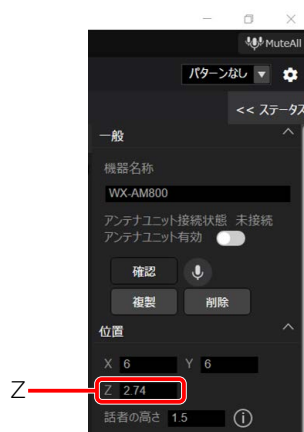 MuteAll
パターンなし
<< ステータス
一般
機器名称
WX-AM800
アンテナユニット接続状態 未接続
アンテナユニット有効
確認
複製 削除
位置
X 6 Y 6
Z Z 2.74
話者の高さ 1.5